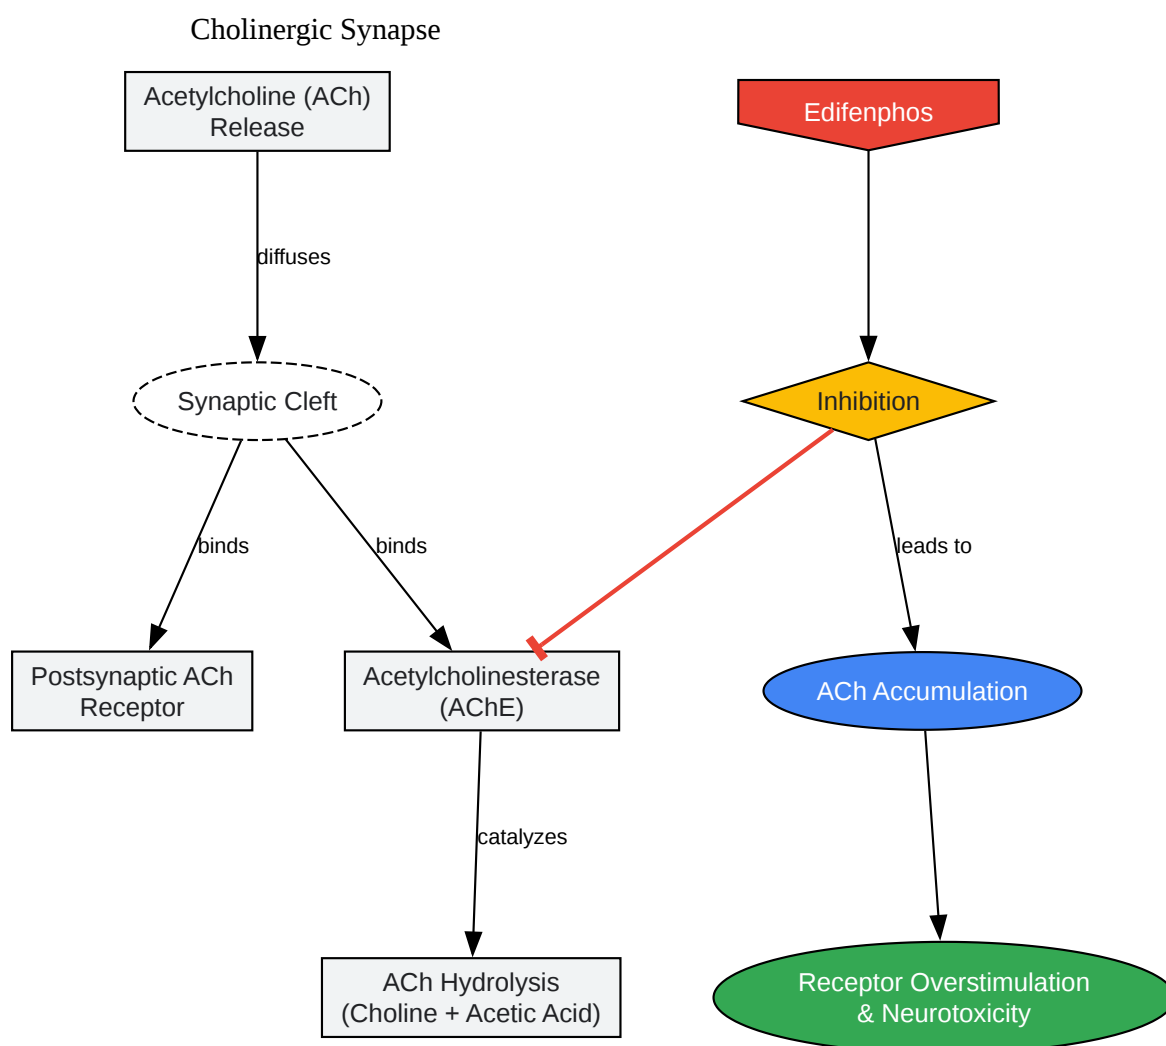 Cholinergic Synapse
Acetylcholine (ACh)
Release
Edifenphos
diffuses
Synaptic Cleft
Inhibition
binds
binds
leads to
Postsynaptic ACh
Receptor
Acetylcholinesterase
(AChE)
ACh Accumulation
catalyzes
ACh Hydrolysis
(Choline + Acetic Acid)
Receptor Overstimulation
& Neurotoxicity